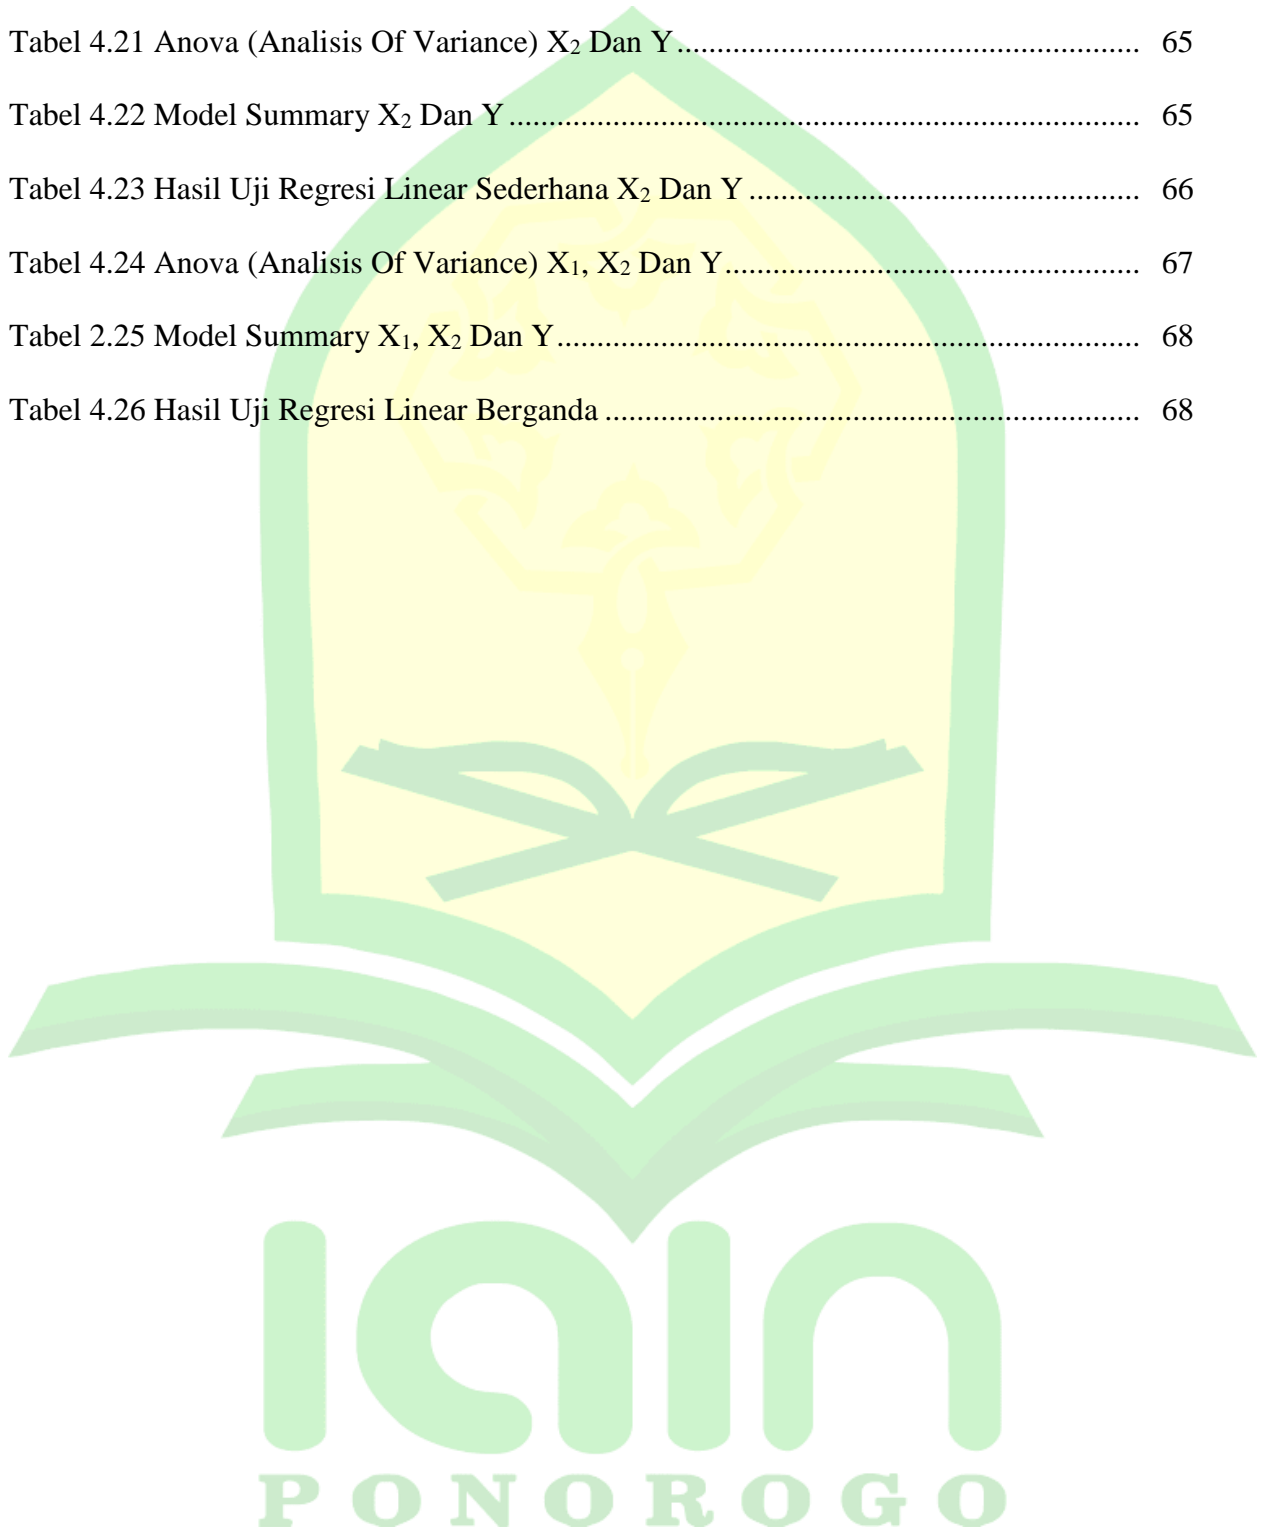 Tabel 4.21 Anova (Analisis Of Variance) X₂ Dan Y.......................................................... 65
Tabel 4.22 Model Summary X₂ Dan Y ............................................................................... 65
Tabel 4.23 Hasil Uji Regresi Linear Sederhana X₂ Dan Y ................................................. 66
Tabel 4.24 Anova (Analisis Of Variance) X₁, X₂ Dan Y.................................................... 67
Tabel 2.25 Model Summary X₁, X₂ Dan Y......................................................................... 68
Tabel 4.26 Hasil Uji Regresi Linear Berganda ................................................................... 68
iain
PONOROGO